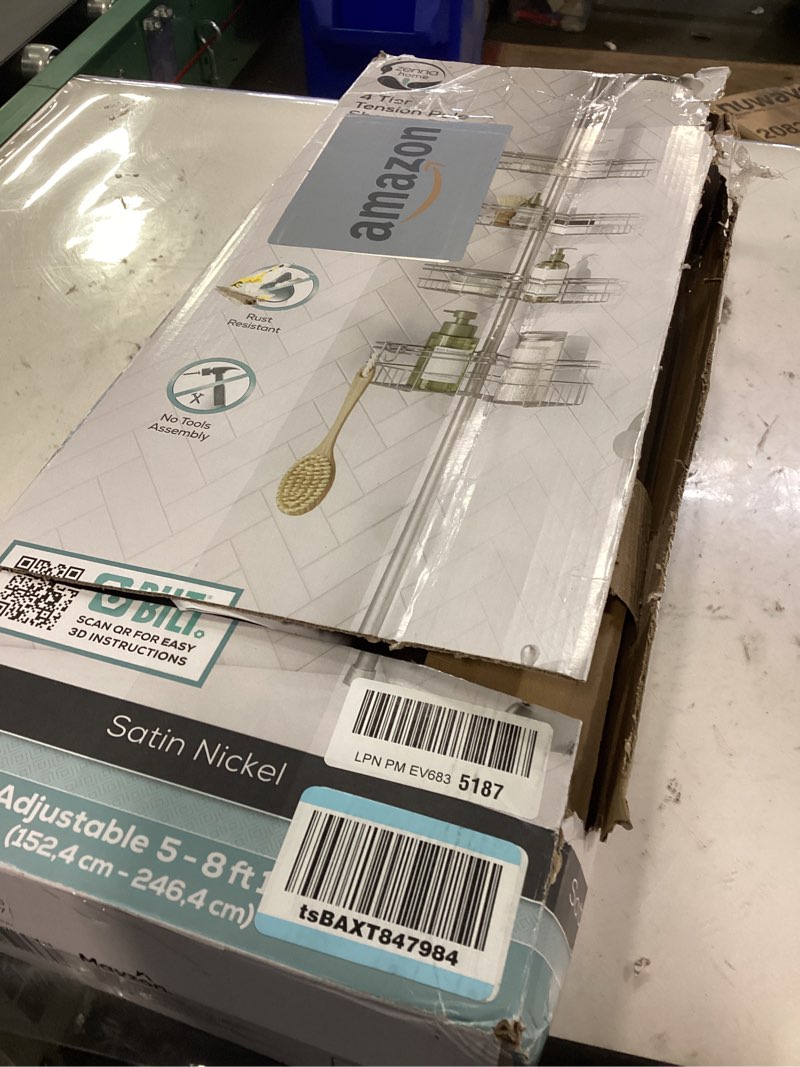 zenna
home
4 Tier
Tension Pole
amazon
Rust
Resistant
No Tools
Assembly
BILT
BILT
SCAN QR FOR EASY
3D INSTRUCTIONS
Satin Nickel
LPN PM EV683 5187
Adjustable 5 - 8 ft
(152,4 cm - 246,4 cm)
tsBAXT847984